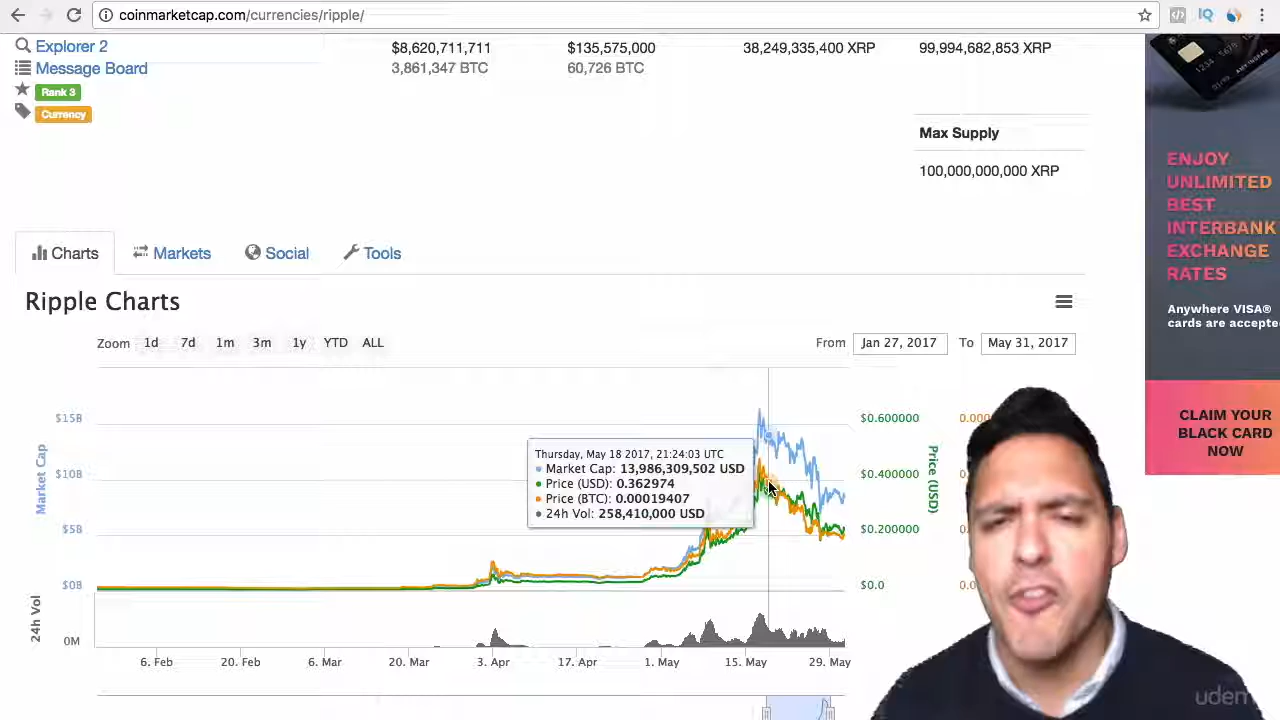 coinmarketcap.com/currencies/ripple/
Explorer 2
Message Board
Rank 3
Currency
$8,620,711,711
3,861,347 BTC
$135,575,000
60,726 BTC
38,249,335,400 XRP
99,994,682,853 XRP
Max Supply
100,000,000,000 XRP
Charts
Markets
Social
Tools
Ripple Charts
Zoom 1d 7d 1m 3m 1y YTD ALL
From Jan 27, 2017 To May 31, 2017
$15B
$10B
$5B
$0B
Market Cap
Thursday, May 18 2017, 21:24:03 UTC
Market Cap: 13,986,309,502 USD
Price (USD): 0.362974
Price (BTC): 0.00019407
24h Vol: 258,410,000 USD
$0.600000
$0.400000
$0.200000
$0.0
Price (USD)
24h Vol
0M
6. Feb 20. Feb 6. Mar 20. Mar 3. Apr 17. Apr 1. May 15. May 29. May
1234 567
ENJOY
UNLIMITED
BEST
INTERBANK
EXCHANGE
RATES
Anywhere VISA®
cards are accepte
CLAIM YOUR
BLACK CARD
NOW
udem